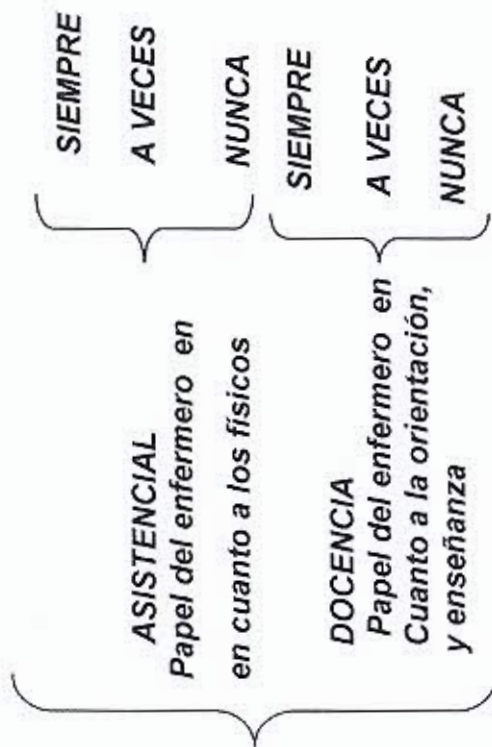 ASISTENCIAL
Papel del enfermero en
en cuanto a los físicos
SIEMPRE
A VECES
NUNCA
DOCENCIA
Papel del enfermero en
Cuanto a la orientación,
y enseñanza
SIEMPRE
A VECES
NUNCA